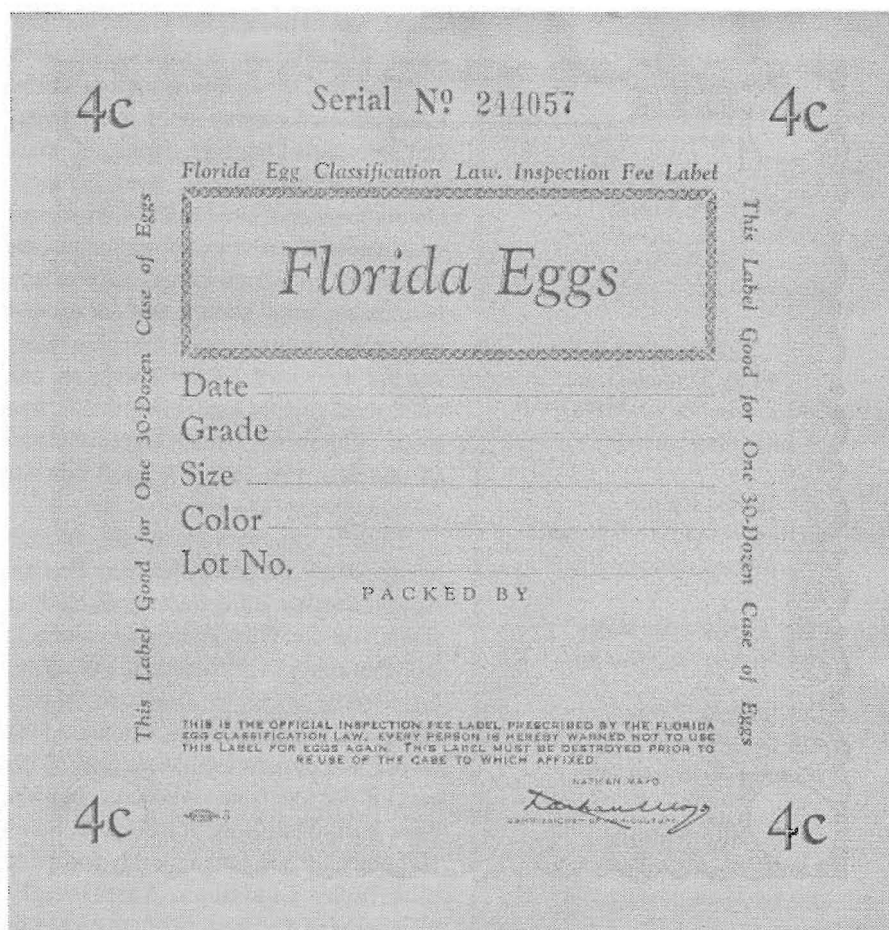 4c
Serial Nº 244057
4c
Florida Egg Classification Law. Inspection Fee Label
This Label Good for One 30-Dozen Case of Eggs
Florida Eggs
This Label Good for One 30-Dozen Case of Eggs
Date
Grade
Size
Color
Lot No.
PACKED BY
THIS IS THE OFFICIAL INSPECTION FEE LABEL PRESCRIBED BY THE FLORIDA
EGG CLASSIFICATION LAW. EVERY PERSON IS HEREBY WARNED NOT TO USE
THIS LABEL FOR EGGS AGAIN. THIS LABEL MUST BE DESTROYED PRIOR TO
RE USE OF THE CASE TO WHICH AFFIXED
NATHAN MAYO
Nathan Mayo
COMMISSIONER OF AGRICULTURE
4c
4c